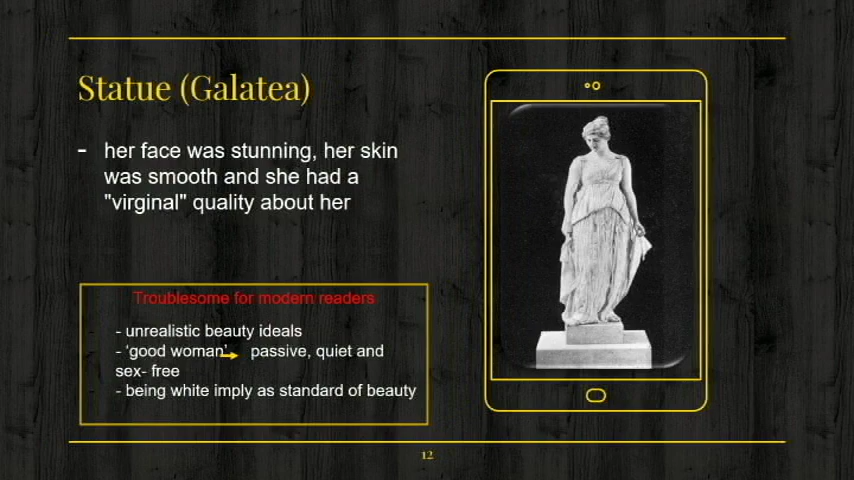 Statue (Galatea)
- her face was stunning, her skin
was smooth and she had a
"virginal" quality about her
Troublesome for modern readers
- unrealistic beauty ideals
- ‘good woman’ → passive, quiet and
sex- free
- being white imply as standard of beauty
12